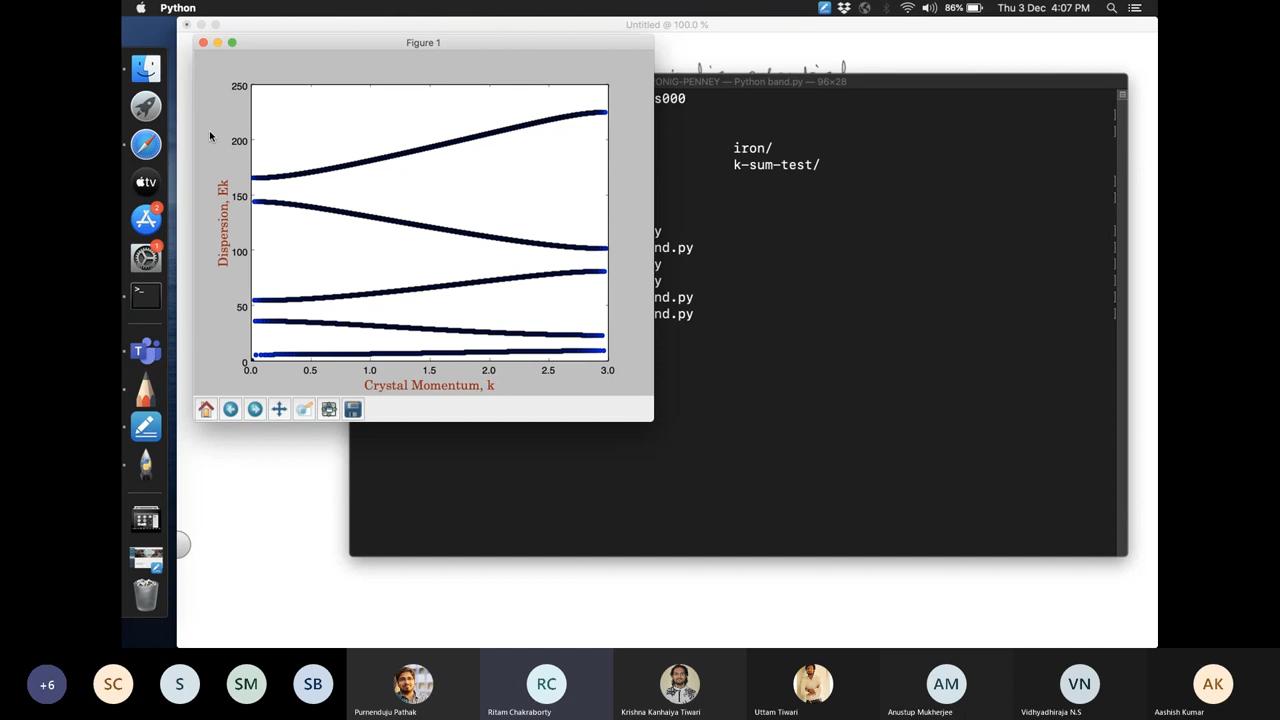 Python
86%
Thu 3 Dec 4:07 PM
Untitled @ 100.0 %
Figure 1
ONIG-PENNEY — Python band.py — 96×28
s000
iron/
k-sum-test/
y
nd.py
y
y
nd.py
nd.py
250
200
150
100
50
0
Dispersion, Ek
0.0 0.5 1.0 1.5 2.0 2.5 3.0
Crystal Momentum, k
tv
2
1
>_
T
+6
SC
S
SM
SB
RC
AM
VN
AK
Purnenduju Pathak
Ritam Chakraborty
Krishna Kanhaiya Tiwari
Uttam Tiwari
Anustup Mukherjee
Vidhyadhiraja N.S
Aashish Kumar